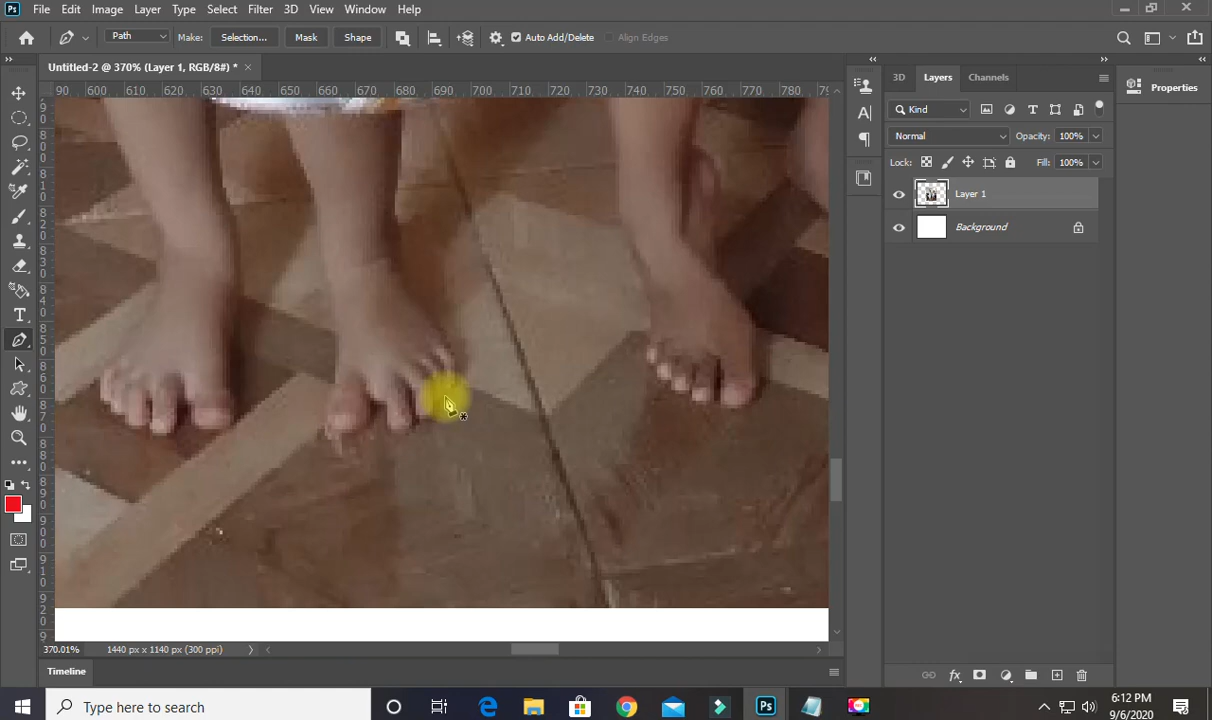 Ps File Edit Image Layer Type Select Filter 3D View Window Help
Path Make: Selection... Mask Shape Auto Add/Delete Align Edges
Untitled-2 @ 370% (Layer 1, RGB/8#) *
90 600 610 620 630 640 650 660 670 680 690 700 710 720 730 740 750 760 770 780 79
3D Layers Channels
Properties
Kind
Normal Opacity: 100%
Lock: Fill: 100%
Layer 1
Background
370.01% 1440 px x 1140 px (300 ppi)
Timeline
Type here to search
Ps
6:12 PM
9/6/2020